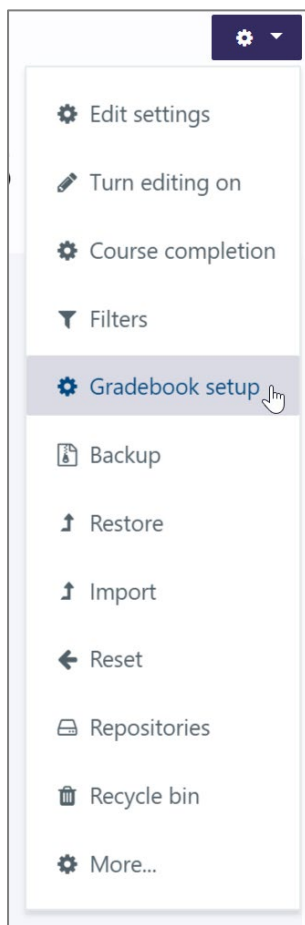 Edit settings
Turn editing on
Course completion
Filters
Gradebook setup
Backup
Restore
Import
Reset
Repositories
Recycle bin
More...